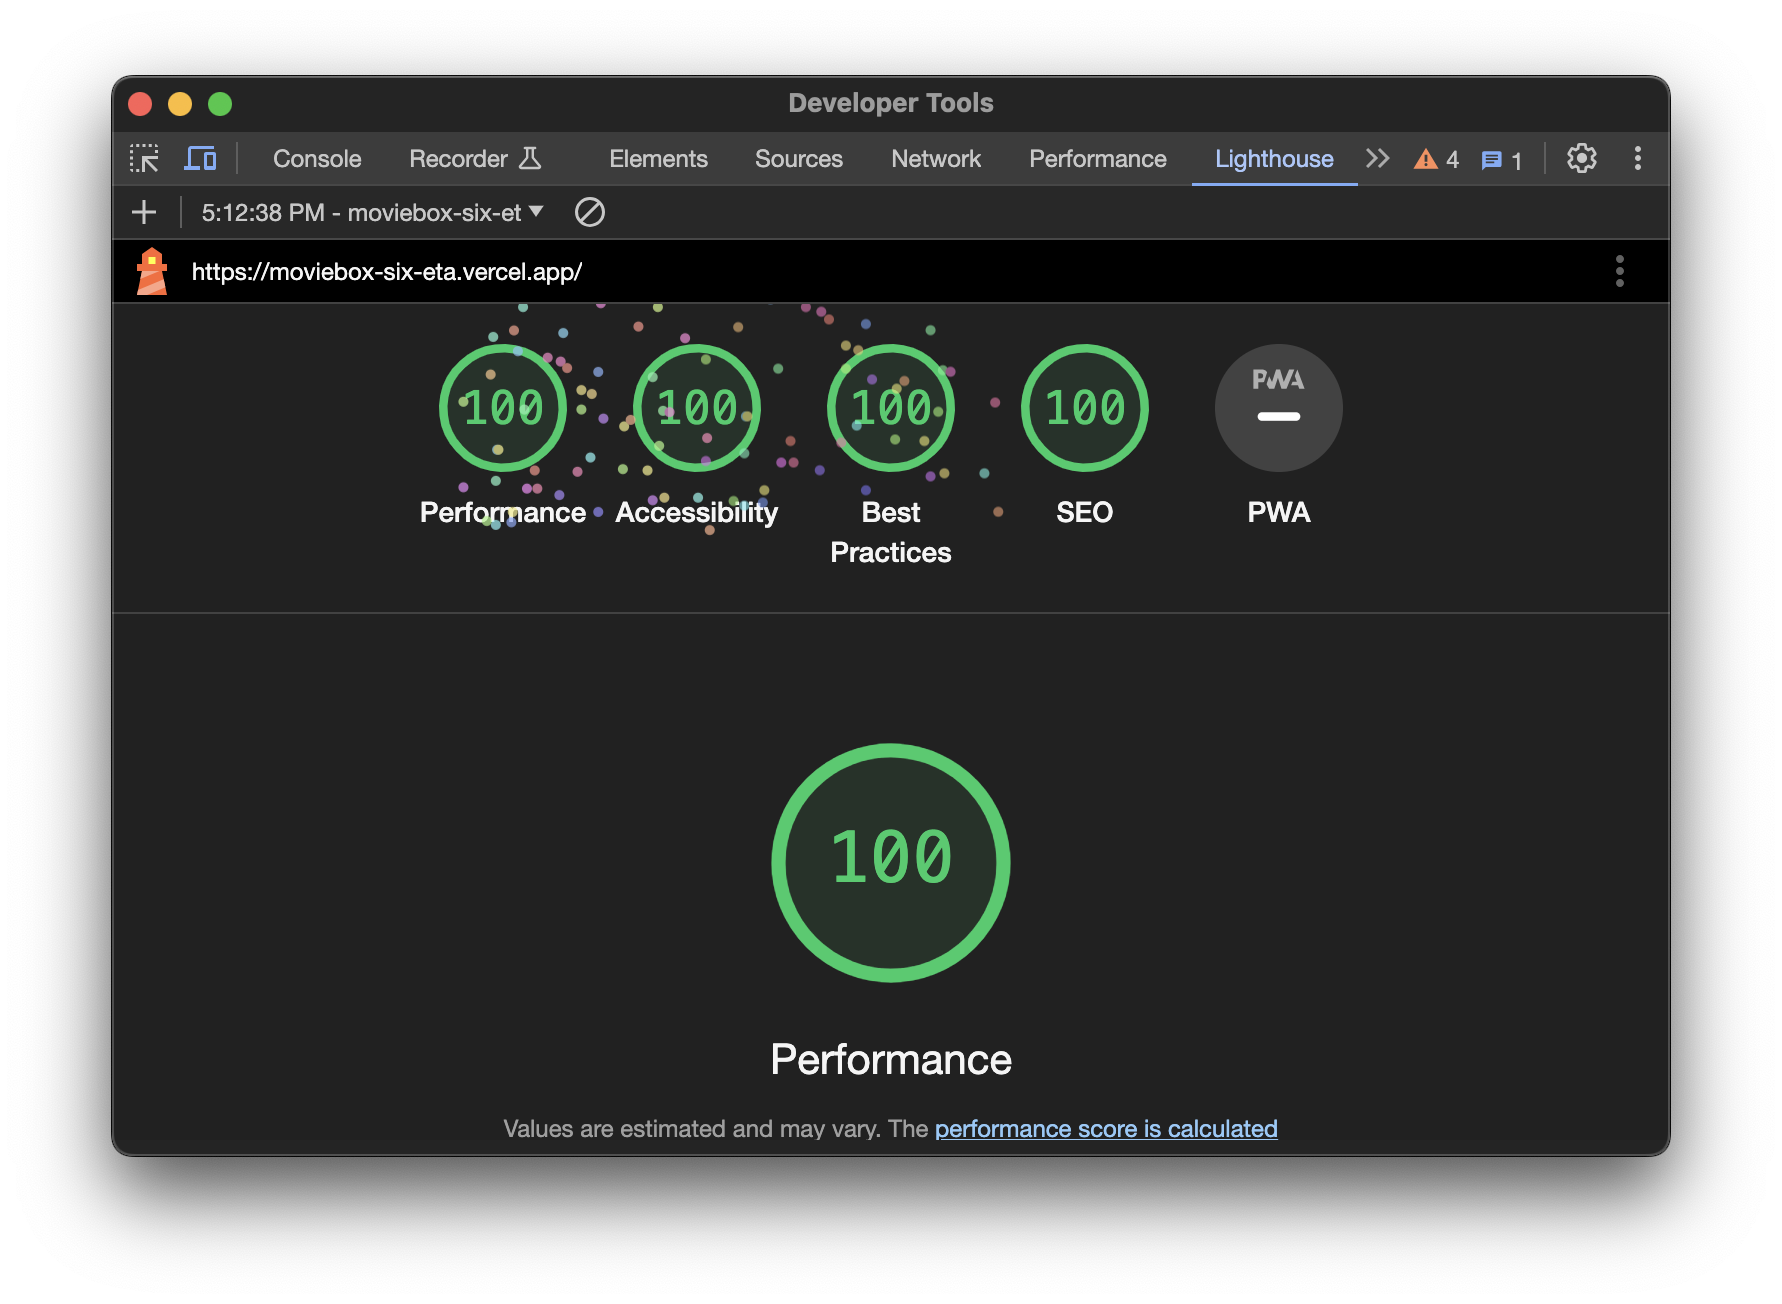 Developer Tools
Console Recorder Elements Sources Network Performance Lighthouse 4 1
5:12:38 PM - moviebox-six-et
https://moviebox-six-eta.vercel.app/
100 100 100 100 PWA
Performance Accessibility Best Practices SEO PWA
100
Performance
Values are estimated and may vary. The performance score is calculated